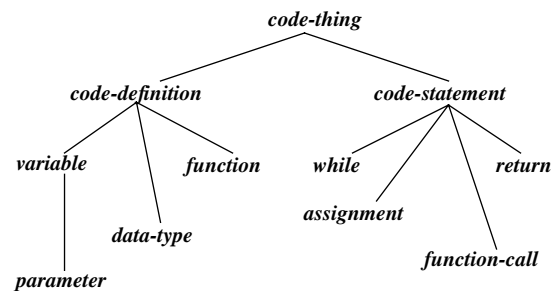 code-thing
code-definition code-statement
variable function while return
assignment
data-type
function-call
parameter